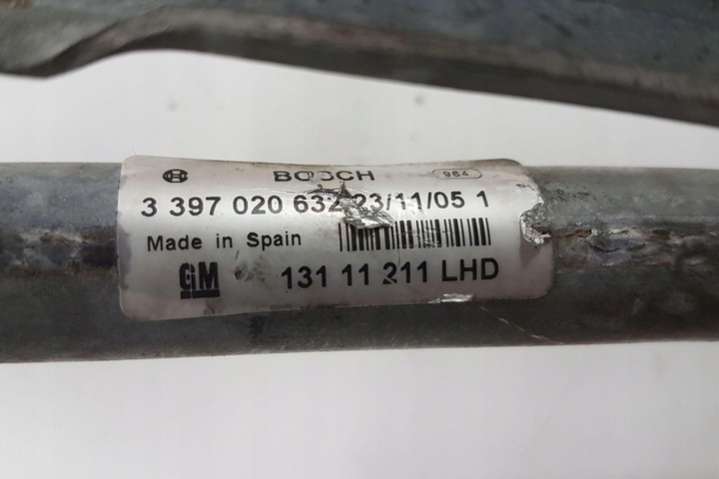 BOSCH 984
3 397 020 632 23/11/05 1
Made in Spain
GM 131 11 211 LHD